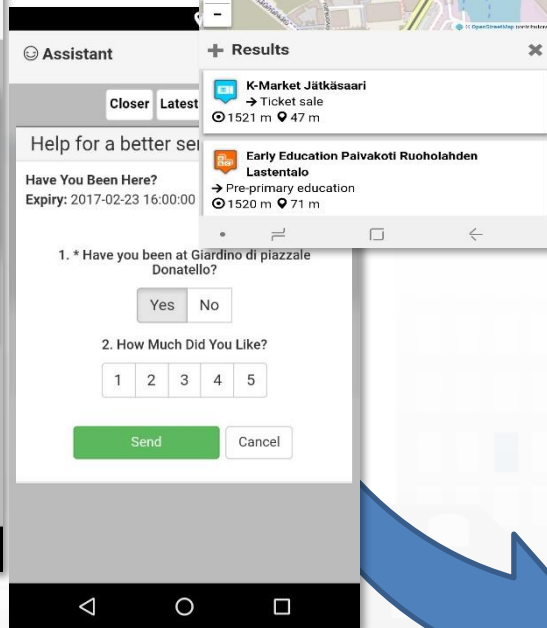 −
© OpenStreetMap contributors
Assistant
+ Results
×
Closer Latest
K-Market Jätkäsaari
→ Ticket sale
1521 m 47 m
Early Education Paivakoti Ruoholahden
Lastentalo
→ Pre-primary education
1520 m 71 m
Help for a better ser
Have You Been Here?
Expiry: 2017-02-23 16:00:00
1. * Have you been at Giardino di piazzale
Donatello?
Yes No
2. How Much Did You Like?
1 2 3 4 5
Send Cancel